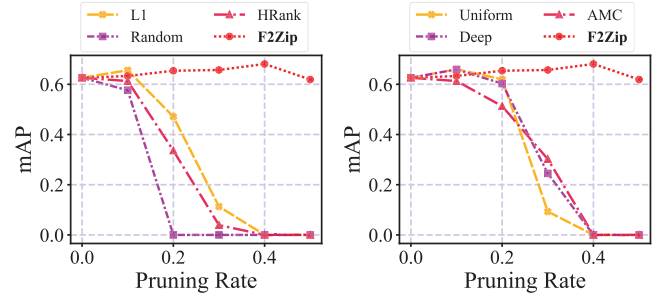 L1 HRank
Random F2Zip
mAP
0.6
0.4
0.2
0.0
0.0 0.2 0.4
Pruning Rate
Uniform AMC
Deep F2Zip
mAP
0.6
0.4
0.2
0.0
0.0 0.2 0.4
Pruning Rate